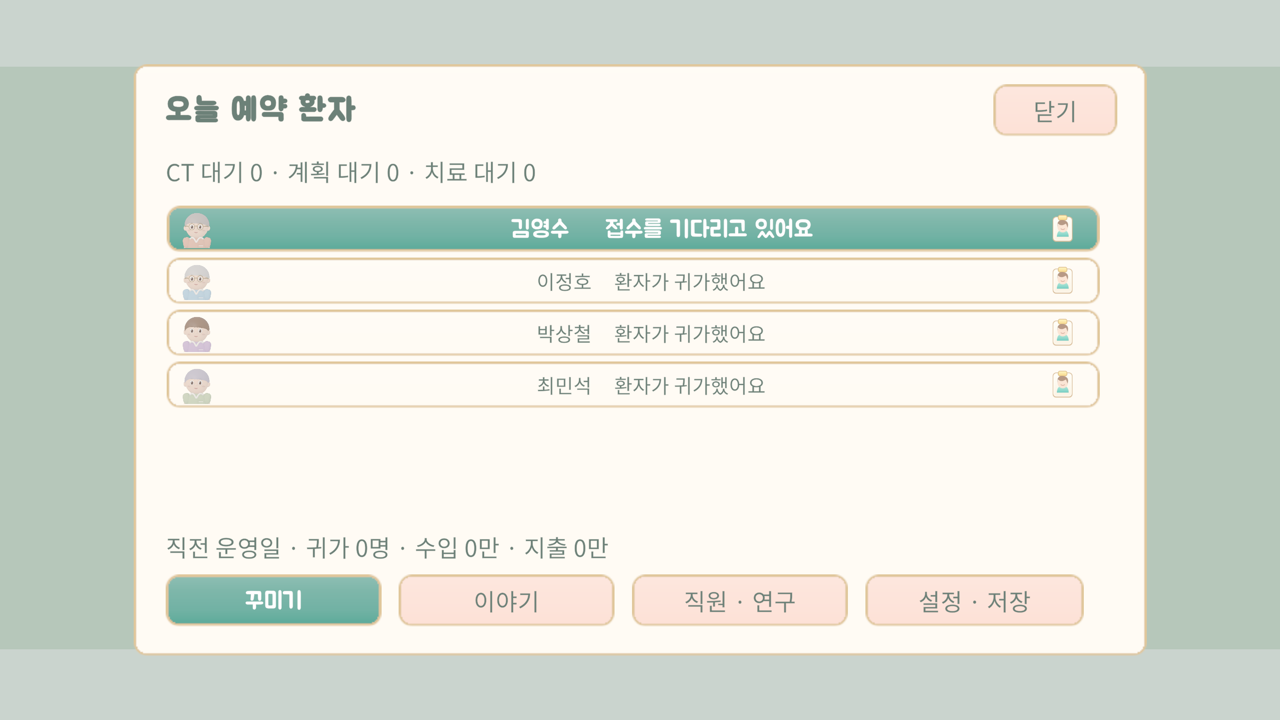 오늘 예약 환자
닫기
CT 대기 0 · 계획 대기 0 · 치료 대기 0
김영수 접수를 기다리고 있어요
이정호 환자가 귀가했어요
박상철 환자가 귀가했어요
최민석 환자가 귀가했어요
직전 운영일 · 귀가 0명 · 수입 0만 · 지출 0만
꾸미기
이야기
직원 · 연구
설정 · 저장